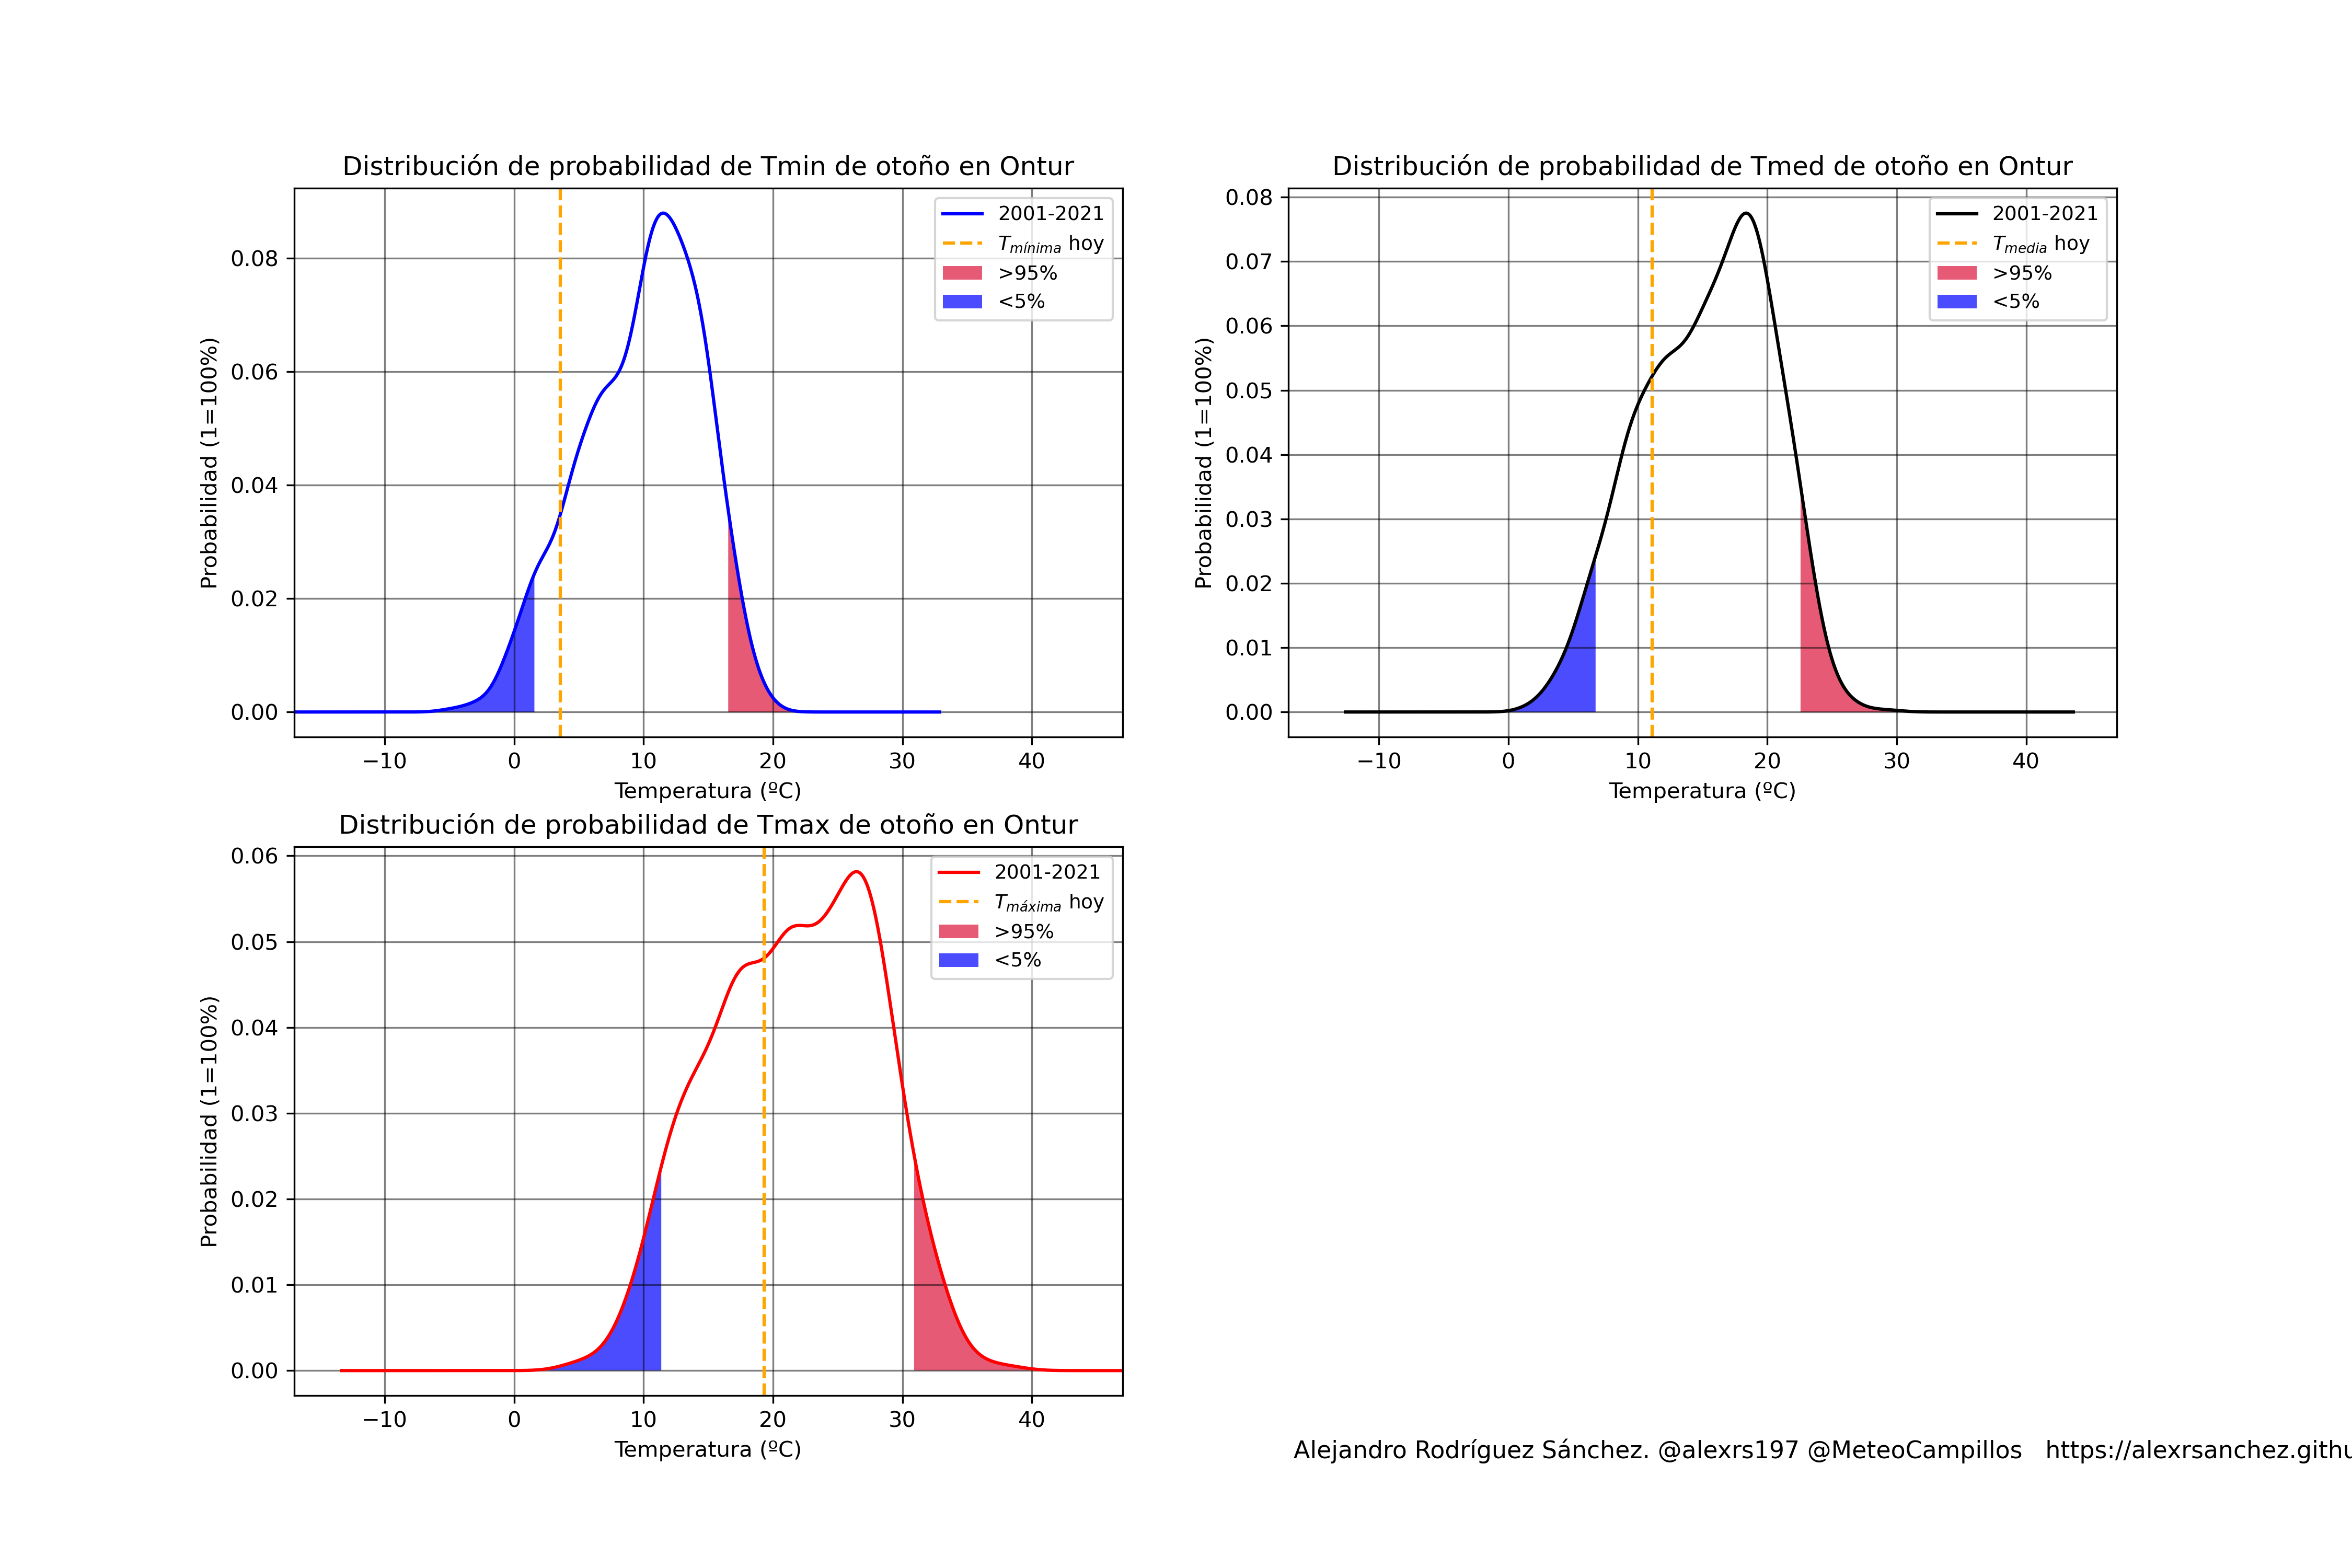 Distribución de probabilidad de Tmin de otoño en Ontur
Probabilidad (1=100%)
0.08
0.06
0.04
0.02
0.00
2001-2021
Tmínima hoy
>95%
<5%
−10 0 10 20 30 40
Temperatura (ºC)
Distribución de probabilidad de Tmed de otoño en Ontur
Probabilidad (1=100%)
0.08
0.07
0.06
0.05
0.04
0.03
0.02
0.01
0.00
2001-2021
Tmedia hoy
>95%
<5%
−10 0 10 20 30 40
Temperatura (ºC)
Distribución de probabilidad de Tmax de otoño en Ontur
Probabilidad (1=100%)
0.06
0.05
0.04
0.03
0.02
0.01
0.00
2001-2021
Tmáxima hoy
>95%
<5%
−10 0 10 20 30 40
Temperatura (ºC)
Alejandro Rodríguez Sánchez. @alexrs197 @MeteoCampillos https://alexrsanchez.githu